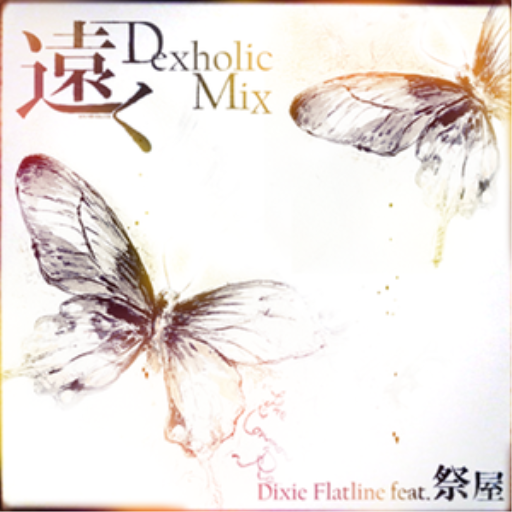 遠く Dexholic
Mix
Dixie Flatline feat. 祭屋